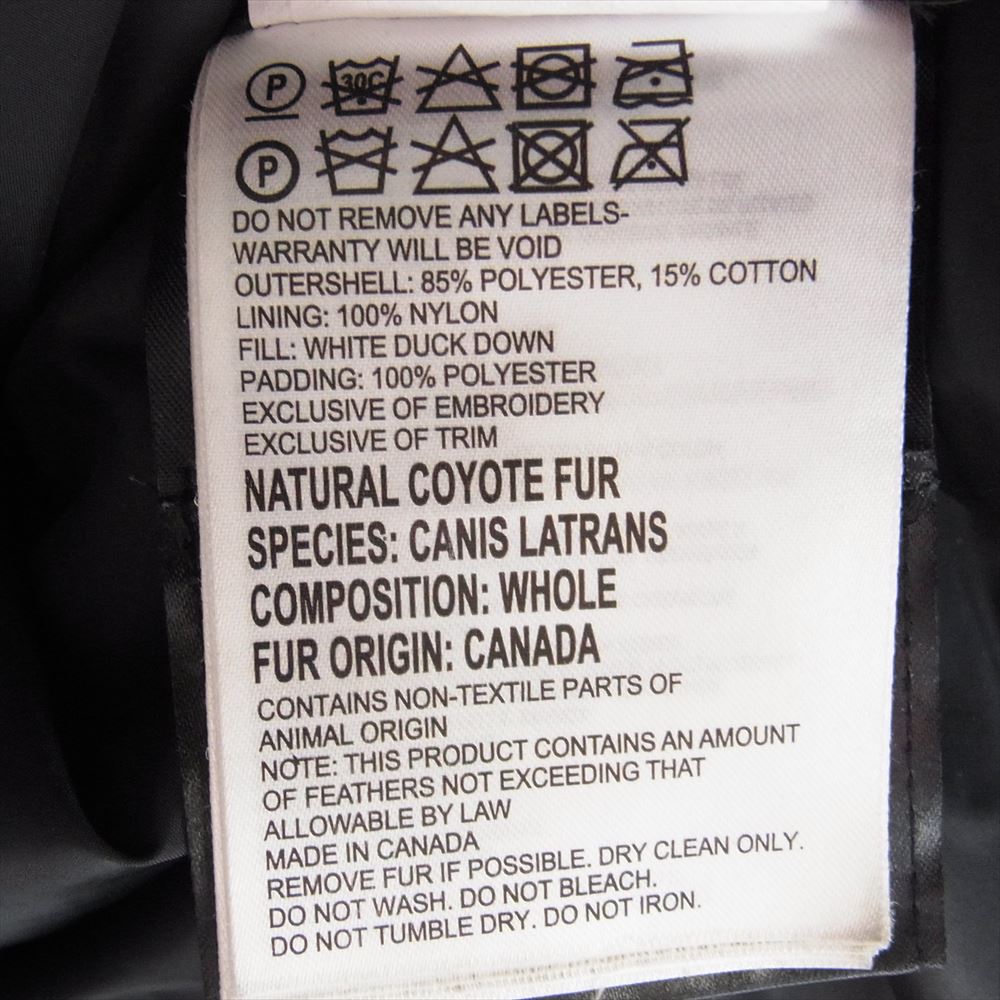 P 30C
P
DO NOT REMOVE ANY LABELS-
WARRANTY WILL BE VOID
OUTERSHELL: 85% POLYESTER, 15% COTTON
LINING: 100% NYLON
FILL: WHITE DUCK DOWN
PADDING: 100% POLYESTER
EXCLUSIVE OF EMBROIDERY
EXCLUSIVE OF TRIM
NATURAL COYOTE FUR
SPECIES: CANIS LATRANS
COMPOSITION: WHOLE
FUR ORIGIN: CANADA
CONTAINS NON-TEXTILE PARTS OF
ANIMAL ORIGIN
NOTE: THIS PRODUCT CONTAINS AN AMOUNT
OF FEATHERS NOT EXCEEDING THAT
ALLOWABLE BY LAW
MADE IN CANADA
REMOVE FUR IF POSSIBLE. DRY CLEAN ONLY.
DO NOT WASH. DO NOT BLEACH.
DO NOT TUMBLE DRY. DO NOT IRON.